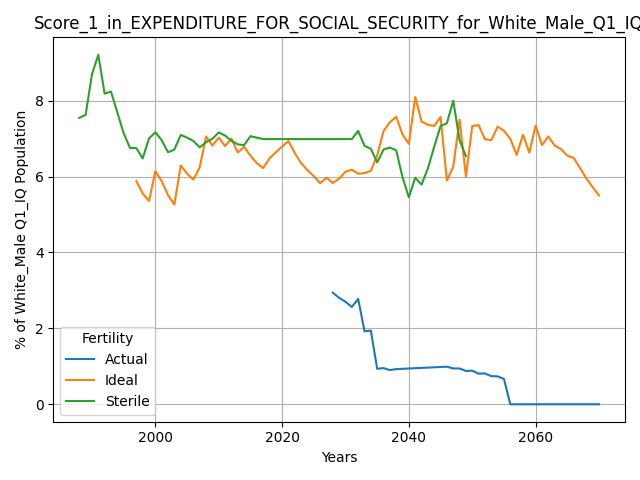 Score_1_in_EXPENDITURE_FOR_SOCIAL_SECURITY_for_White_Male_Q1_IQ
% of White_Male Q1_IQ Population
8
6
4
2
0
Fertility
Actual
Ideal
Sterile
2000 2020 2040 2060
Years